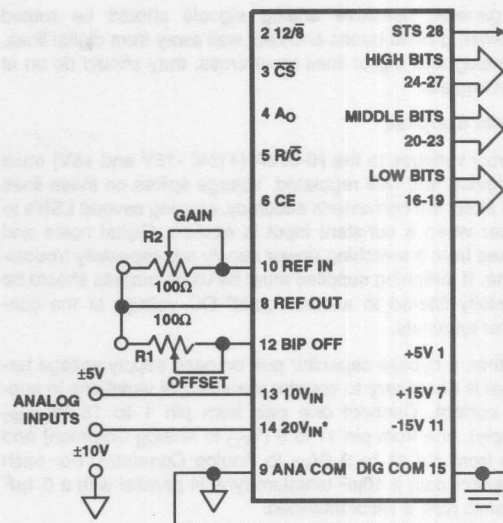 2 12/8̅
STS 28
HIGH BITS
3 C̅S̅
24-27
4 AO
MIDDLE BITS
20-23
5 R/C̅
LOW BITS
6 CE
16-19
GAIN
R2
10 REF IN
100Ω
8 REF OUT
100Ω
12 BIP OFF
R1
+5V 1
OFFSET
±5V
13 10VIN
+15V 7
ANALOG
INPUTS
14 20VIN
-15V 11
±10V
9 ANA COM
DIG COM 15